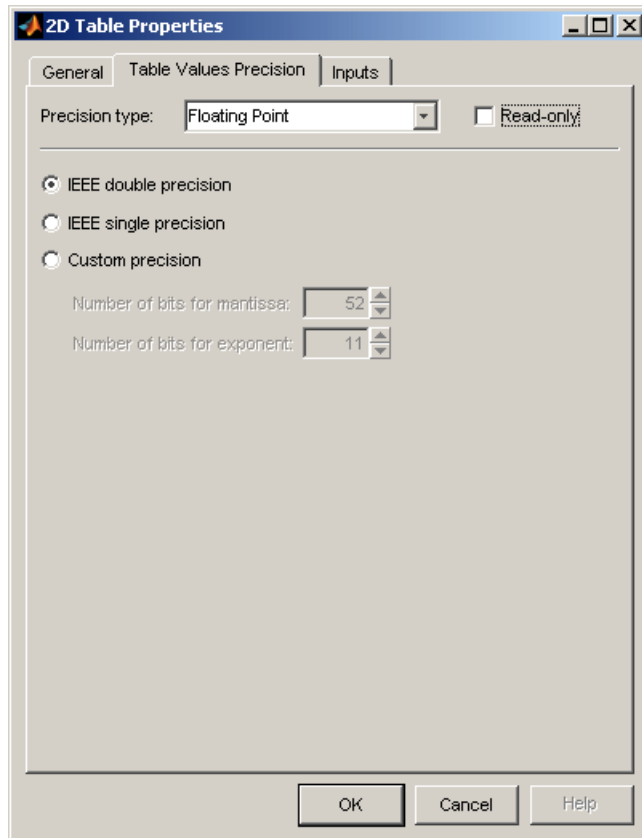 2D Table Properties
General Table Values Precision Inputs
Precision type: Floating Point Read-only
IEEE double precision
IEEE single precision
Custom precision
Number of bits for mantissa: 52
Number of bits for exponent: 11
OK Cancel Help